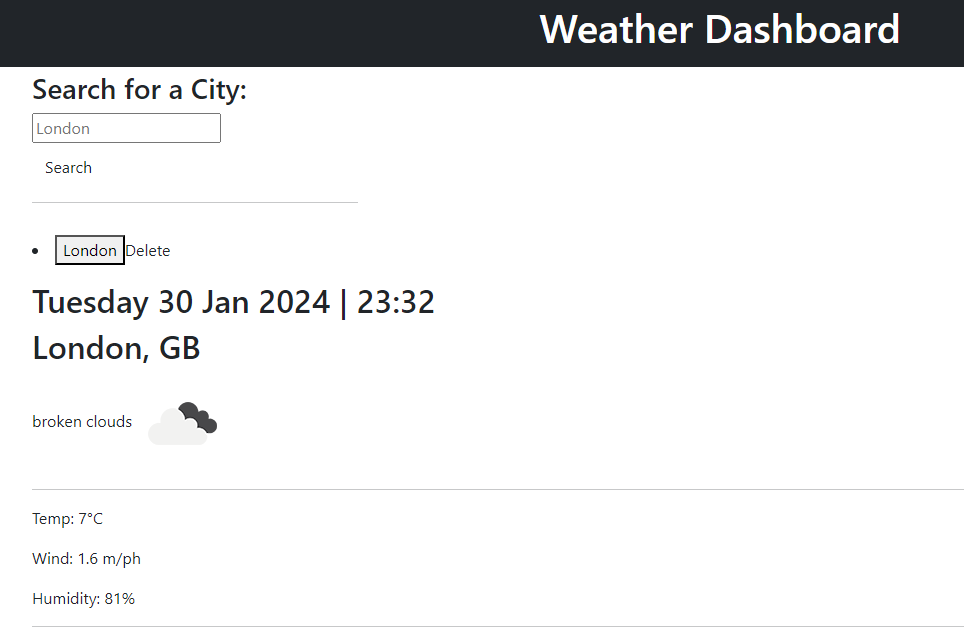 Weather Dashboard
Search for a City:
London
Search
London Delete
Tuesday 30 Jan 2024 | 23:32
London, GB
broken clouds
Temp: 7°C
Wind: 1.6 m/ph
Humidity: 81%